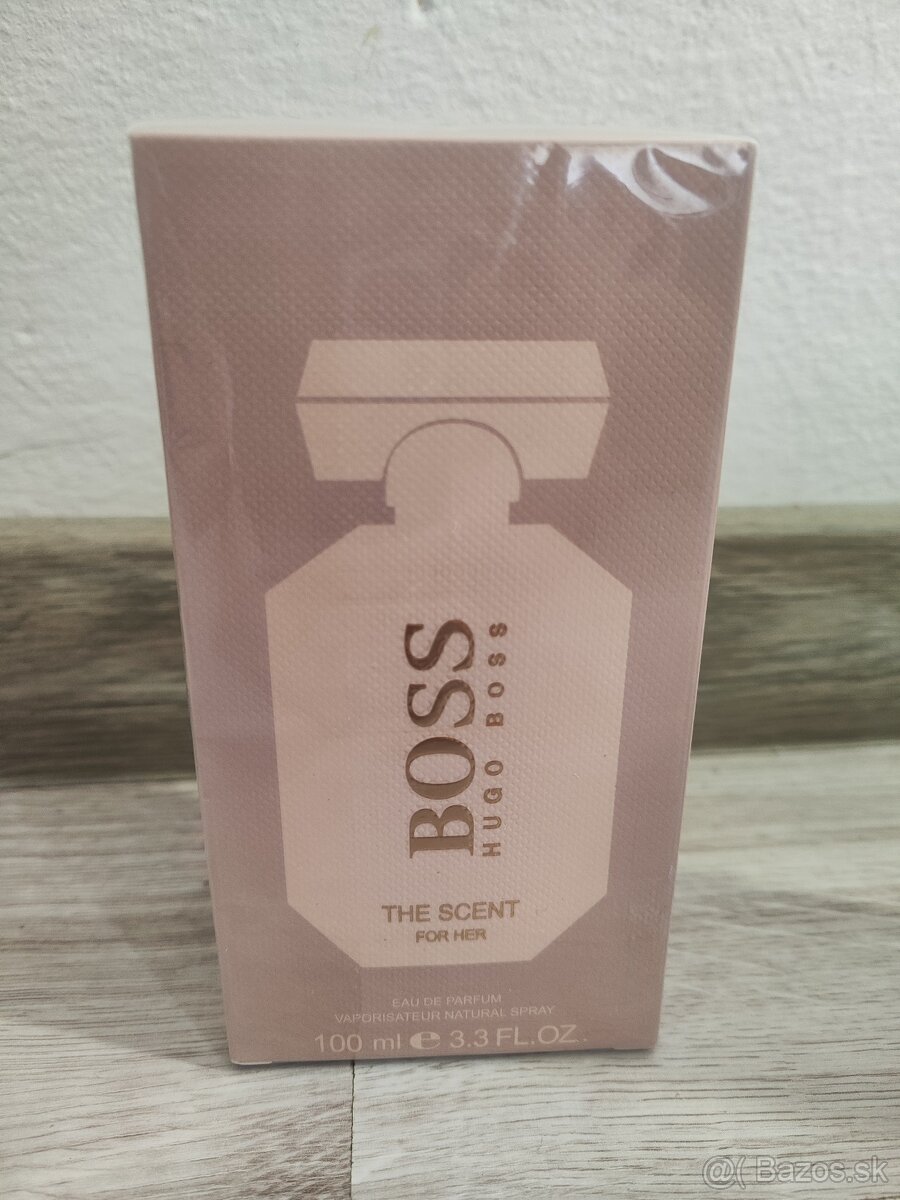 BOSS
HUGO BOSS
THE SCENT
FOR HER
EAU DE PARFUM
VAPORISATEUR NATURAL SPRAY
100 ml ℮ 3.3 FL.OZ.
@( Bazos.sk